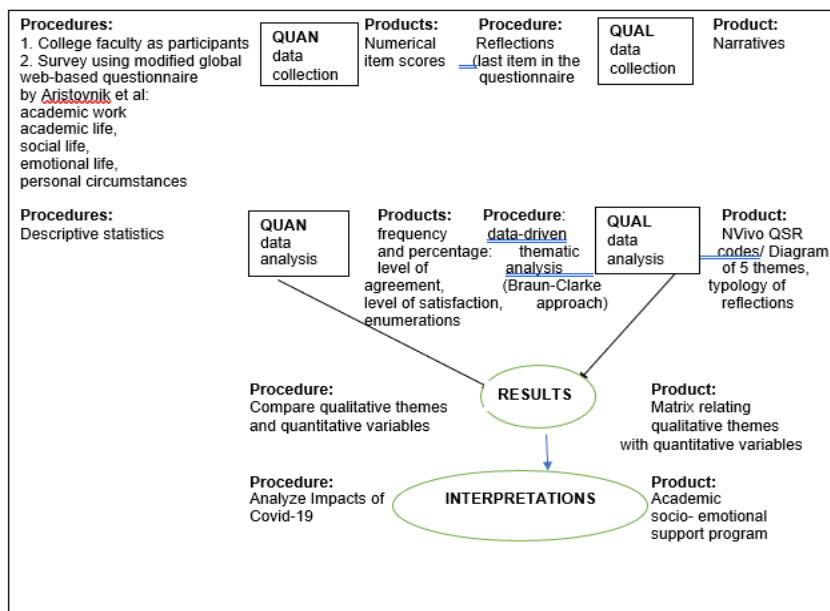 Procedures:
1. College faculty as participants
2. Survey using modified global
web-based questionnaire
by Aristovnik et al:
academic work
academic life,
social life,
emotional life,
personal circumstances
QUAN
data
collection
Products:
Numerical
item scores
Procedure:
Reflections
(last item in the
questionnaire
QUAL
data
collection
Product:
Narratives
Procedures:
Descriptive statistics
QUAN
data
analysis
Products:
frequency
and percentage:
level of
agreement,
level of satisfaction,
enumerations
Procedure:
data-driven
thematic
analysis
(Braun-Clarke
approach)
QUAL
data
analysis
Product:
NVivo QSR
codes/ Diagram
of 5 themes,
typology of
reflections
Procedure:
Compare qualitative themes
and quantitative variables
RESULTS
Product:
Matrix relating
qualitative themes
with quantitative variables
Procedure:
Analyze Impacts of
Covid-19
INTERPRETATIONS
Product:
Academic
socio- emotional
support program